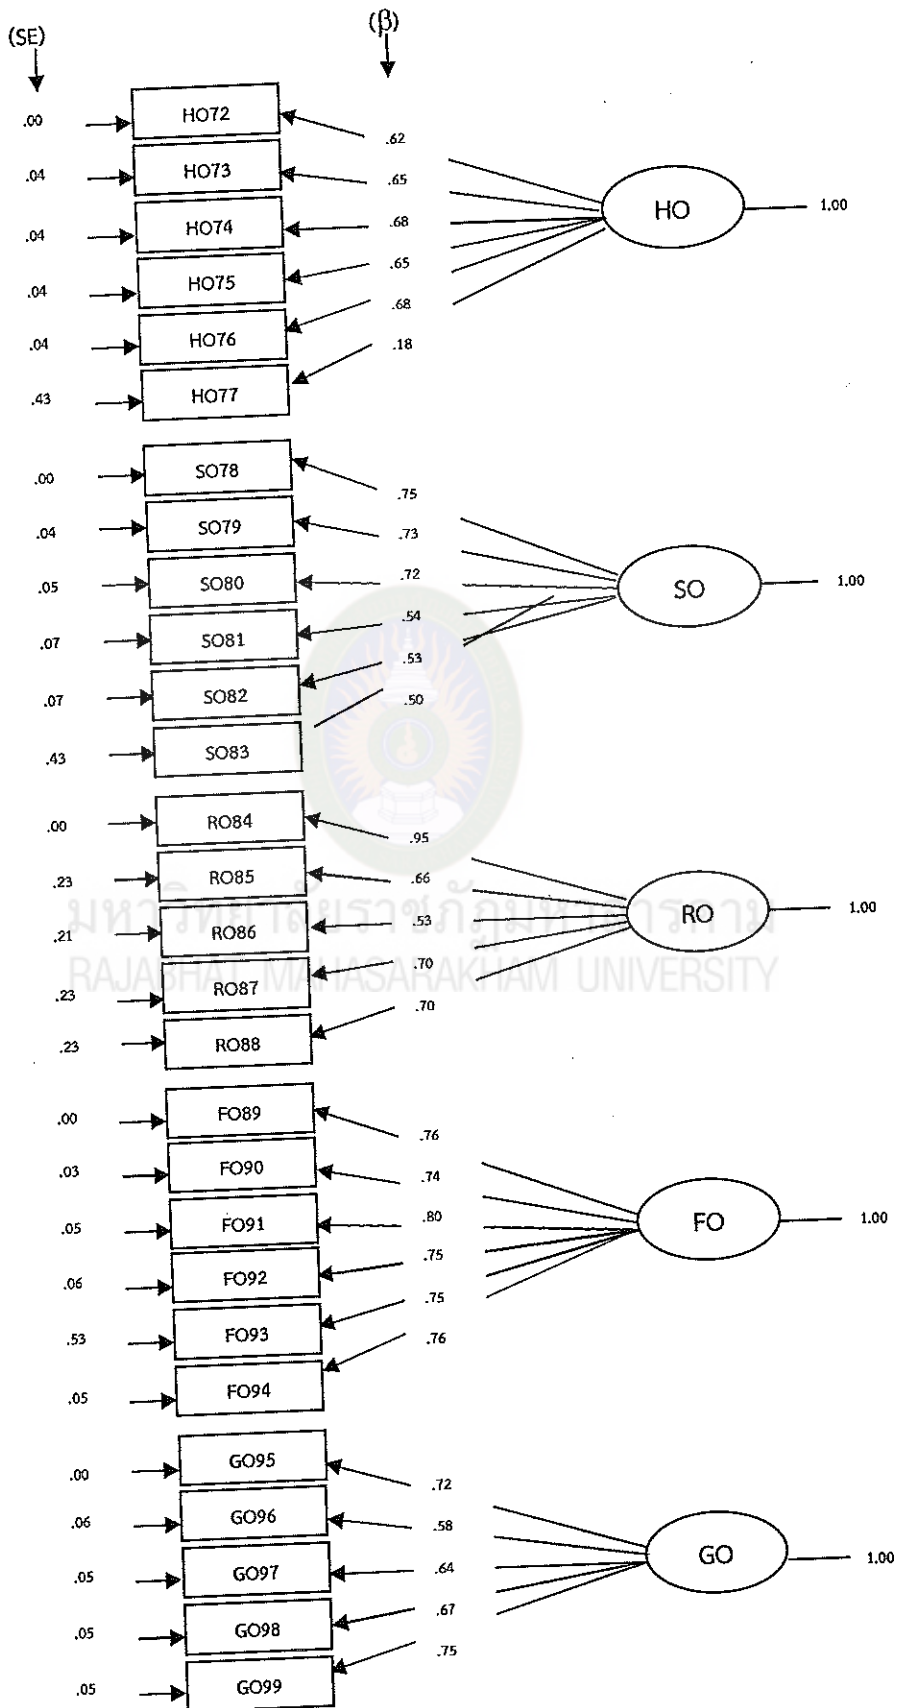 (SE) (β)
.00 HO72 .62
.04 HO73 .65 HO 1.00
.04 HO74 .68
.04 HO75 .65
.04 HO76 .68
.43 HO77 .18
.00 SO78 .75
.04 SO79 .73
.05 SO80 .72 SO 1.00
.07 SO81 .54
.07 SO82 .53
.43 SO83 .50
.00 RO84 .95
.23 RO85 .66
.21 RO86 .53 RO 1.00
.23 RO87 .70
.23 RO88 .70
มหาวิทยาลัยราชภัฏมหาสารคาม
RAJABHAT MAHASARAKHAM UNIVERSITY
.00 FO89 .76
.03 FO90 .74
.05 FO91 .80 FO 1.00
.06 FO92 .75
.53 FO93 .75
.05 FO94 .76
.00 GO95 .72
.06 GO96 .58
.05 GO97 .64 GO 1.00
.05 GO98 .67
.05 GO99 .75